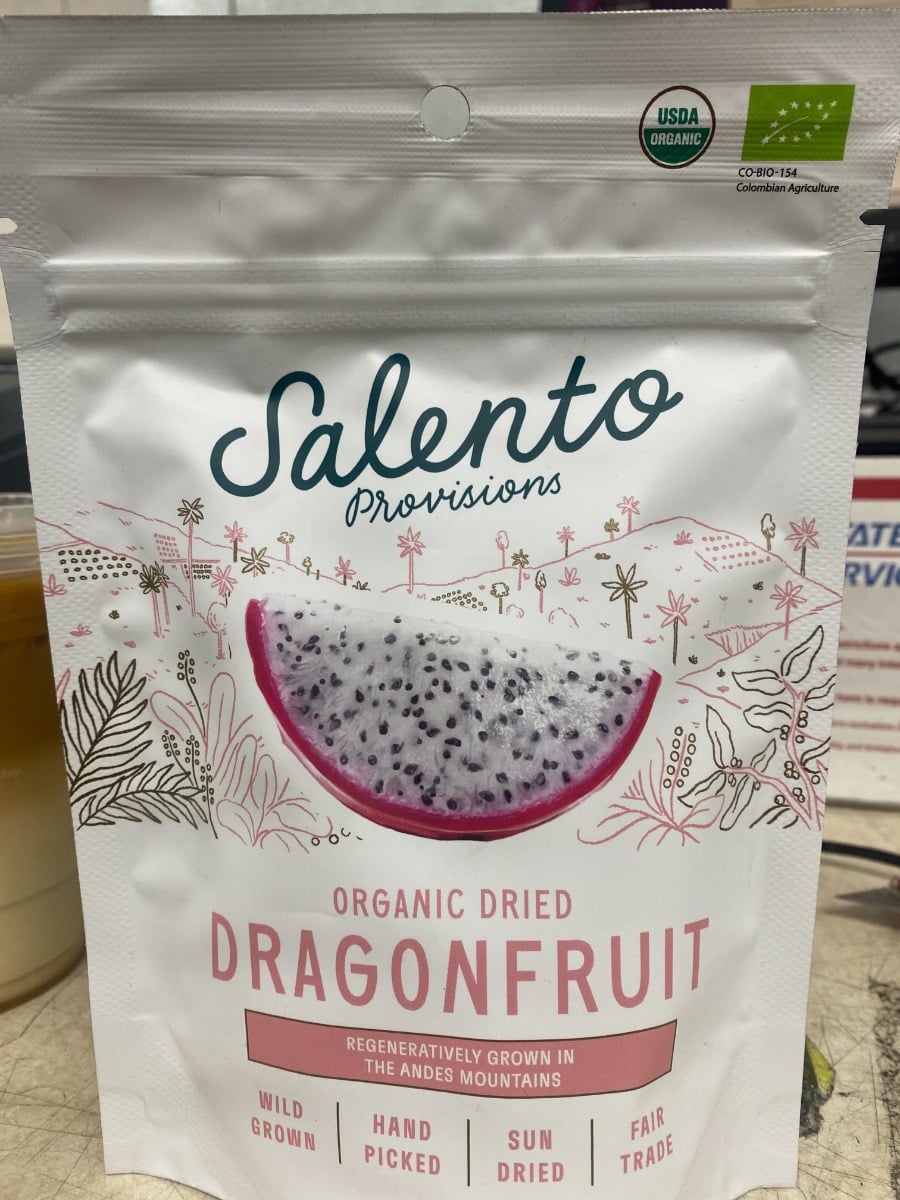 USDA
ORGANIC
CO-BIO-154
Colombian Agriculture
Salento
Provisions
ORGANIC DRIED
DRAGONFRUIT
REGENERATIVELY GROWN IN
THE ANDES MOUNTAINS
WILD
GROWN
HAND
PICKED
SUN
DRIED
FAIR
TRADE